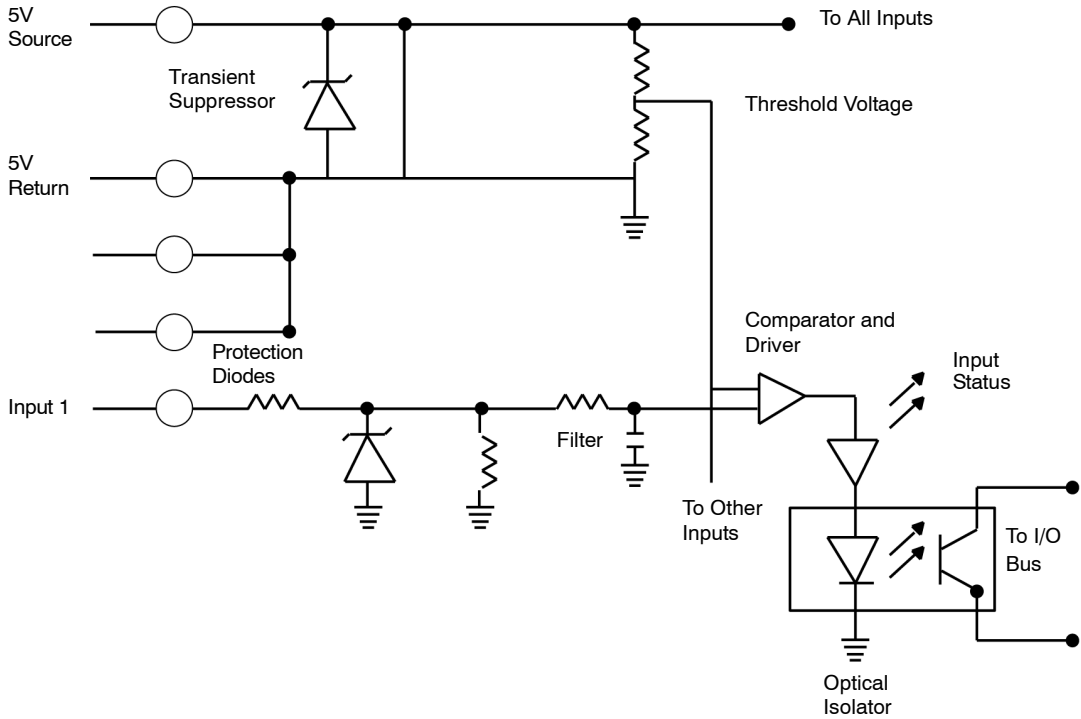 5V
Source
To All Inputs
Transient
Suppressor
Threshold Voltage
5V
Return
Comparator and
Driver
Protection
Diodes
Input
Status
Input 1
Filter
To Other
Inputs
To I/O
Bus
Optical
Isolator